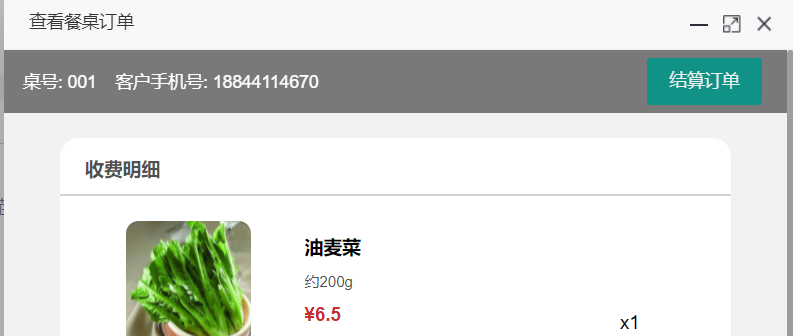 查看餐桌订单
桌号: 001 客户手机号: 18844114670 结算订单
收费明细
油麦菜
约200g
¥6.5
x1